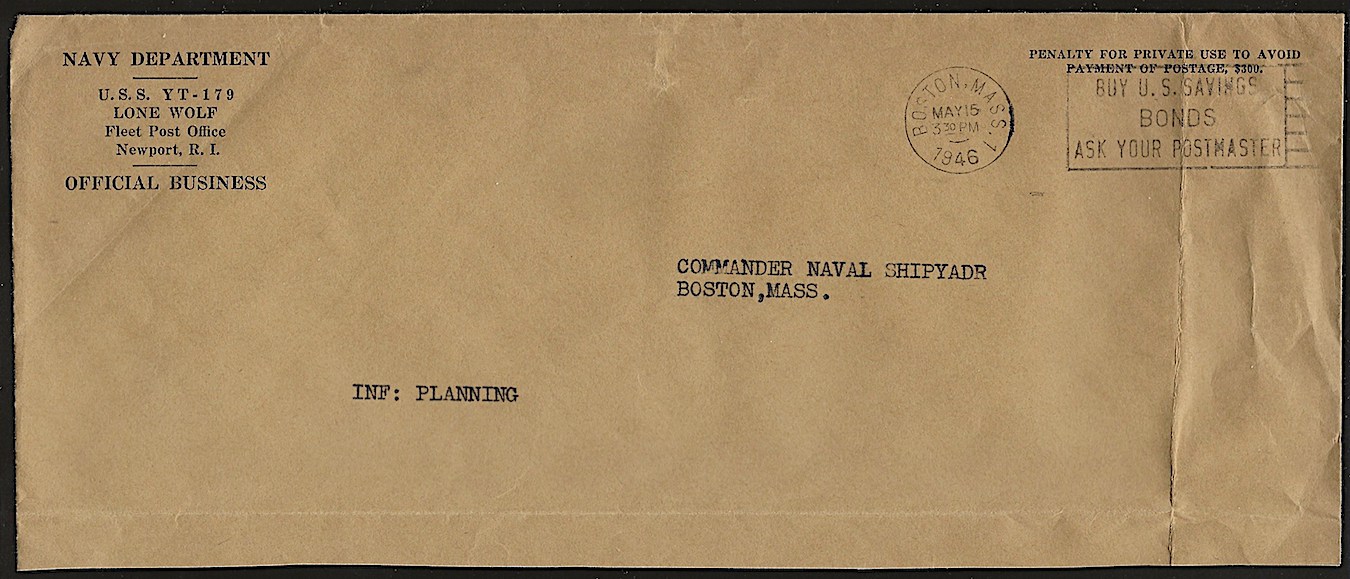 NAVY DEPARTMENT
U.S.S. YT-179
LONE WOLF
Fleet Post Office
Newport, R. I.
OFFICIAL BUSINESS
PENALTY FOR PRIVATE USE TO AVOID
PAYMENT OF POSTAGE, $300.
BOSTON, MASS. 1
MAY 15
3 30 PM
1946
BUY U.S. SAVINGS
BONDS
ASK YOUR POSTMASTER
COMMANDER NAVAL SHIPYADR
BOSTON,MASS.
INF: PLANNING